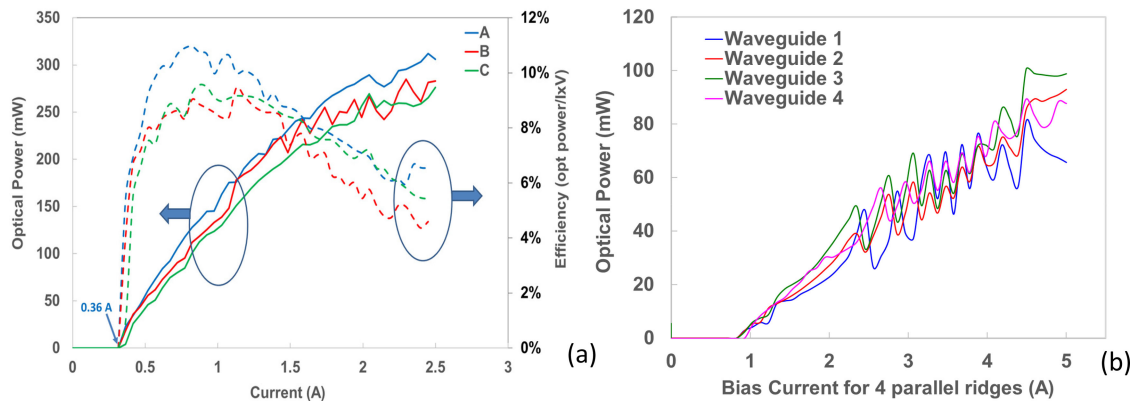 Optical Power (mW)
350
300
250
200
150
100
50
0
0
0.5
1
1.5
2
2.5
3
Current (A)
0.36 A
A
B
C
12%
10%
8%
6%
4%
2%
0%
Efficiency (opt power/IxV)
(a)
Optical Power (mW)
120
100
80
60
40
20
0
0
1
2
3
4
5
Bias Current for 4 parallel ridges (A)
Waveguide 1
Waveguide 2
Waveguide 3
Waveguide 4
(b)